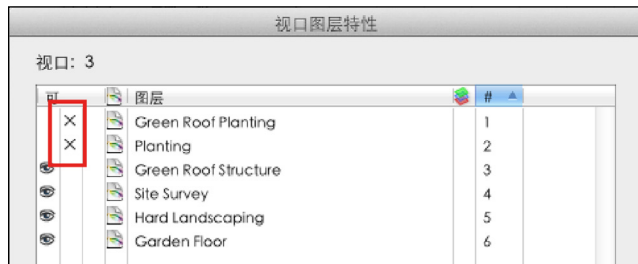 视口图层特性
视口: 3
可 图层 #
Green Roof Planting 1
Planting 2
Green Roof Structure 3
Site Survey 4
Hard Landscaping 5
Garden Floor 6